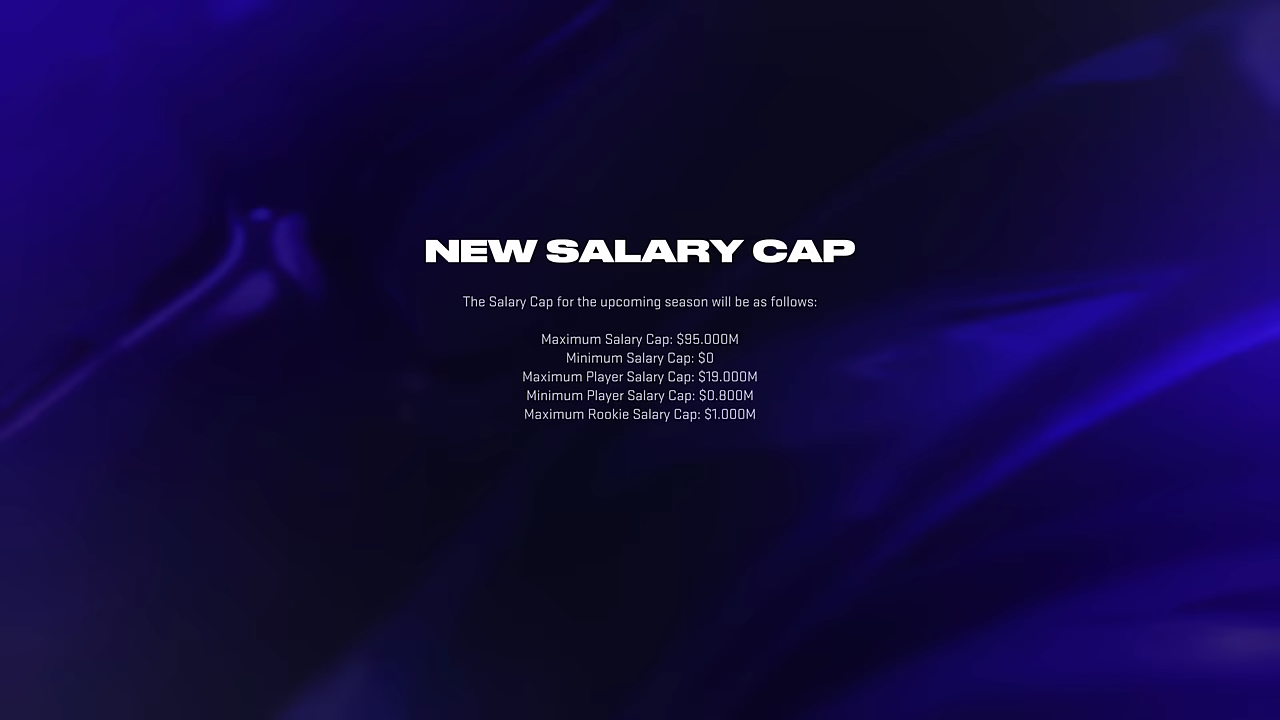 NEW SALARY CAP
The Salary Cap for the upcoming season will be as follows:
Maximum Salary Cap: $95.000M
Minimum Salary Cap: $0
Maximum Player Salary Cap: $19.000M
Minimum Player Salary Cap: $0.800M
Maximum Rookie Salary Cap: $1.000M